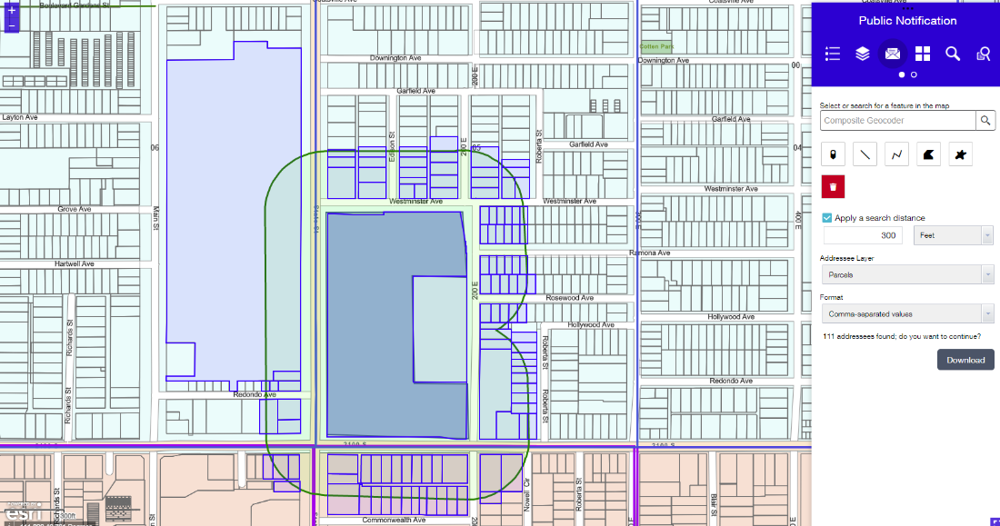 Boulevard Gardens St
Coatsville Ave
Public Notification
Cotten Park
Downington Ave
Downington Ave
200 E
00
Garfield Ave
Layton Ave
Garfield Ave
Select or search for a feature in the map
Composite Geocoder
Edison St
200 E
05
Roberta St
Garfield Ave
06
04
Westminster Ave
Westminster Ave
Westminster Ave
Grove Ave
Main St
300 E
400 E
Apply a search distance
300
Feet
Ramona Ave
Addressee Layer
Parcels
Hartwell Ave
200 E
Rosewood Ave
Format
Comma-separated values
Hollywood Ave
Hollywood Ave
111 addressees found; do you want to continue?
Richards St
Roberta St
Download
Redondo Ave
Redondo Ave
Richards St
Roberta St
2100 S
2100 S
Nowell Cir
Roberta St
Blair St
esri
300ft
Commonwealth Ave